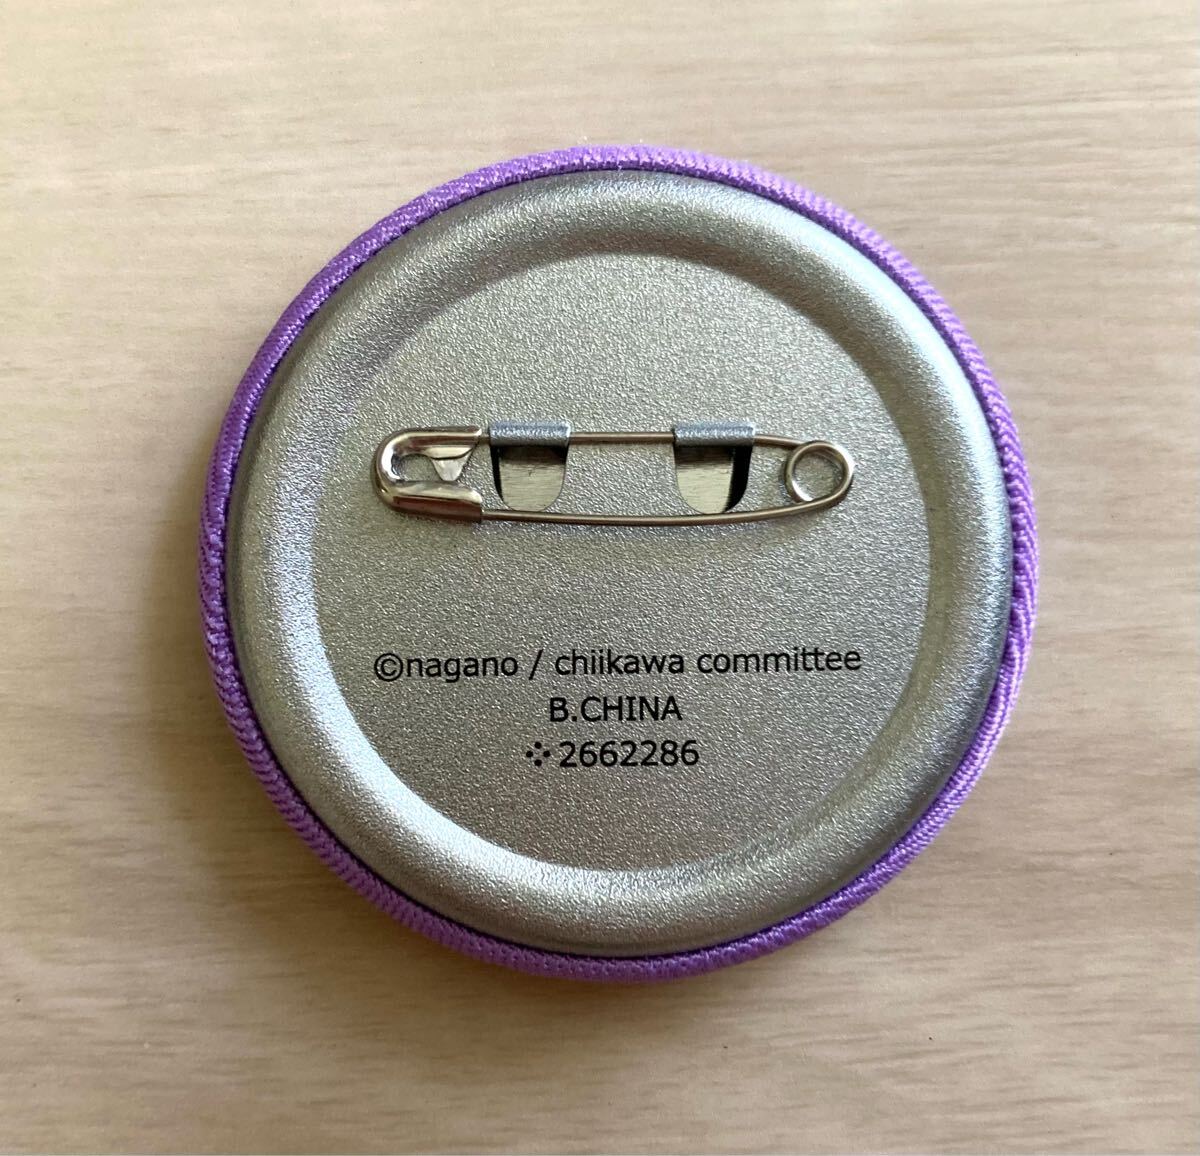 ©nagano / chiikawa committee
B.CHINA
⁘2662286